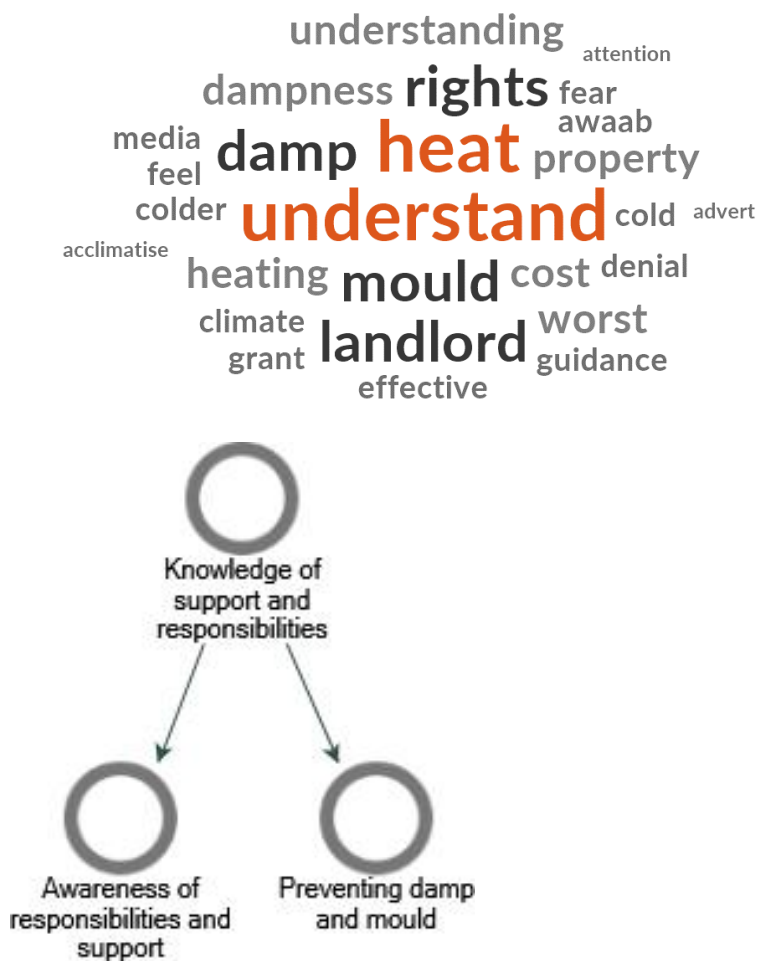 understanding
attention
dampness rights fear
awaab
media damp heat property
feel
colder understand cold advert
acclimatise
heating mould cost denial
climate landlord worst
grant guidance
effective
Knowledge of
support and
responsibilities
Awareness of
responsibilities and
support
Preventing damp
and mould